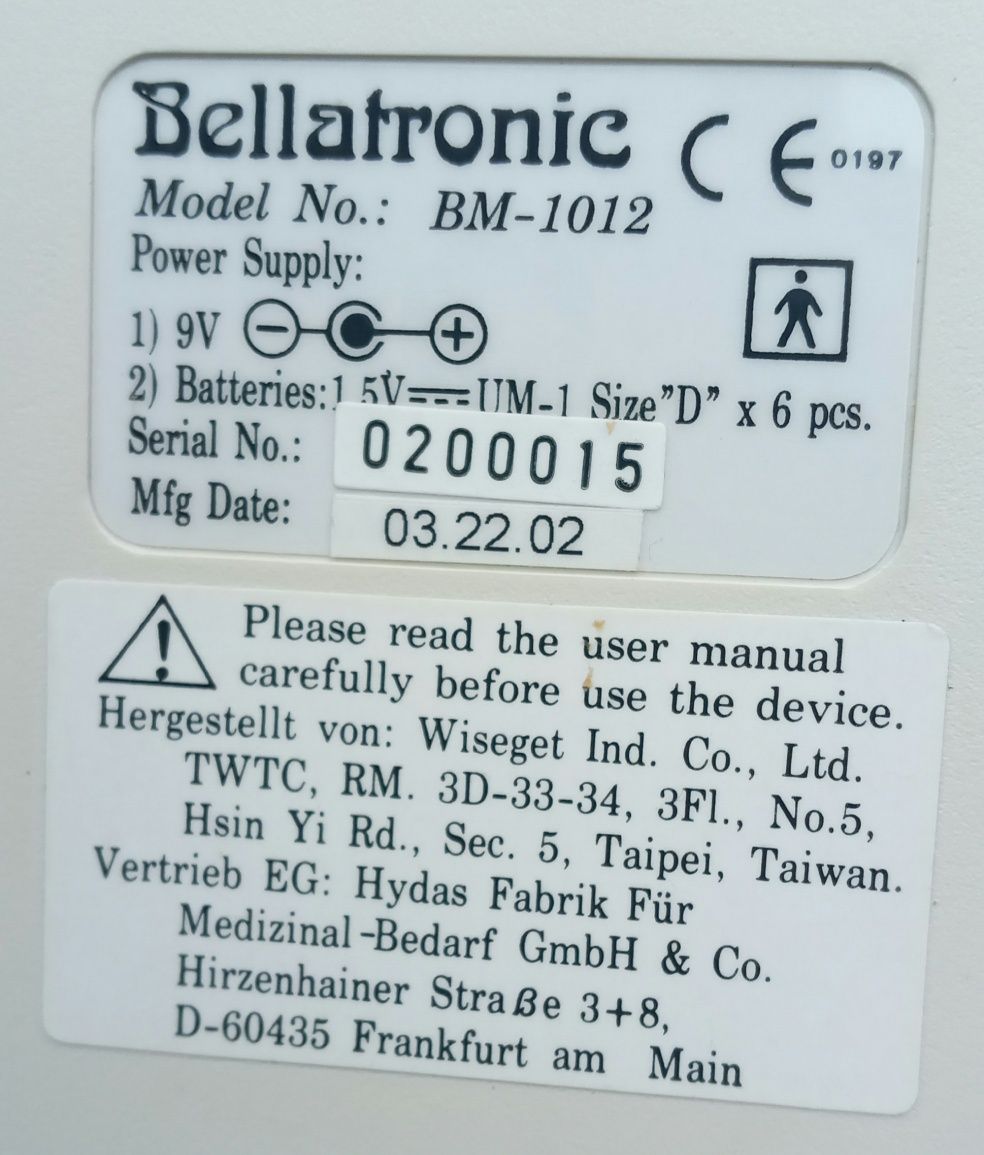 Bellatronic CE 0197
Model No.: BM-1012
Power Supply:
1) 9V
2) Batteries:1.5V UM-1 Size"D" x 6 pcs.
Serial No.: 0200015
Mfg Date: 03.22.02
Please read the user manual
carefully before use the device.
Hergestellt von: Wiseget Ind. Co., Ltd.
TWTC, RM. 3D-33-34, 3Fl., No.5,
Hsin Yi Rd., Sec. 5, Taipei, Taiwan.
Vertrieb EG: Hydas Fabrik Für
Medizinal-Bedarf GmbH & Co.
Hirzenhainer Straße 3+8,
D-60435 Frankfurt am Main